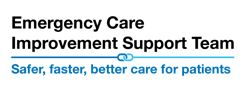 Emergency Care
Improvement Support Team
Safer, faster, better care for patients